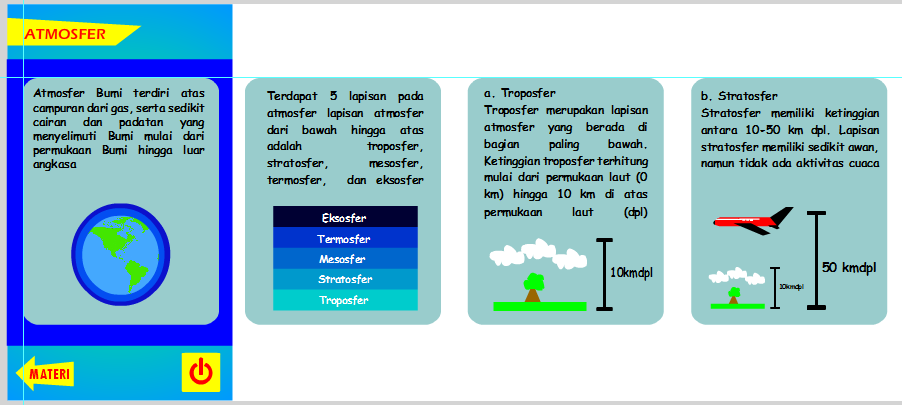 ATMOSFER
Atmosfer Bumi terdiri atas
campuran dari gas, serta sedikit
cairan dan padatan yang
menyelimuti Bumi mulai dari
permukaan Bumi hingga luar
angkasa
MATERI
Terdapat 5 lapisan pada
atmosfer lapisan atmosfer
dari bawah hingga atas
adalah troposfer,
stratosfer, mesosfer,
termosfer, dan eksosfer
Eksosfer
Termosfer
Mesosfer
Stratosfer
Troposfer
a. Troposfer
Troposfer merupakan lapisan
atmosfer yang berada di
bagian paling bawah.
Ketinggian troposfer terhitung
mulai dari permukaan laut (0
km) hingga 10 km di atas
permukaan laut (dpl)
10kmdpl
b. Stratosfer
Stratosfer memiliki ketinggian
antara 10-50 km dpl. Lapisan
stratosfer memiliki sedikit awan,
namun tidak ada aktivitas cuaca
10kmdpl
50 kmdpl